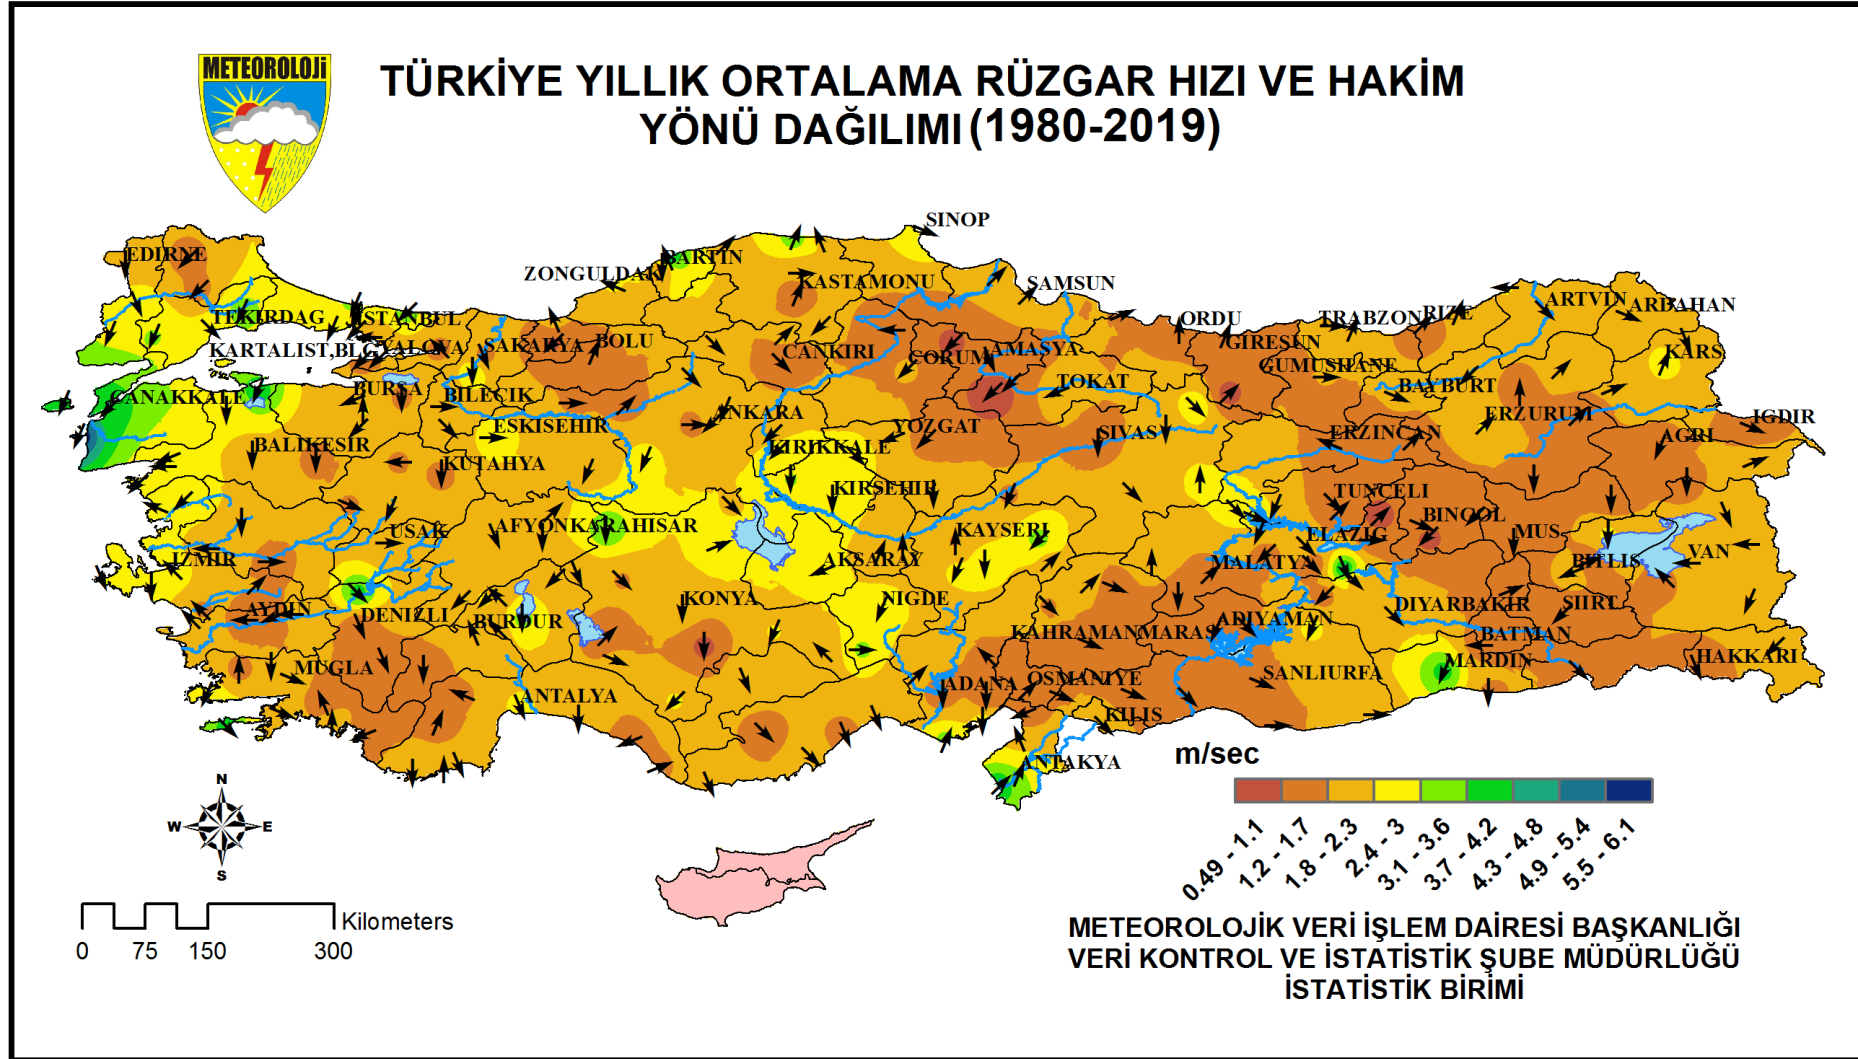 METEOROLOJİ
TÜRKİYE YILLIK ORTALAMA RÜZGAR HIZI VE HAKİM
YÖNÜ DAĞILIMI (1980-2019)
SINOP
EDIRNE
BARTIN
ZONGULDAK
KASTAMONU
SAMSUN
ARTVIN
ARDAHAN
TEKIRDAG
ISTANBUL
ORDU
TRABZON
RIZE
KARTALIST,BLG
YALOVA
SAKARYA
BOLU
CANKIRI
CORUM
AMASYA
GIRESUN
GUMUSHANE
KARS
CANAKKALE
BURSA
BILECIK
TOKAT
BAYBURT
ESKISEHIR
ANKARA
YOZGAT
SIVAS
ERZINCAN
ERZURUM
IGDIR
BALIKESIR
KUTAHYA
KIRIKKALE
AGRI
KIRSEHIR
TUNCELI
USAK
AFYONKARAHISAR
KAYSERI
ELAZIG
BINGOL
MUS
IZMIR
AKSARAY
MALATYA
BITLIS
VAN
AYDIN
DENIZLI
BURDUR
KONYA
NIGDE
KAHRAMANMARAS
ADIYAMAN
DIYARBAKIR
SIIRT
BATMAN
MUGLA
ANTALYA
ADANA
OSMANIYE
SANLIURFA
MARDIN
HAKKARI
KILIS
ANTAKYA
m/sec
0.49 - 1.1
1.2 - 1.7
1.8 - 2.3
2.4 - 3
3.1 - 3.6
3.7 - 4.2
4.3 - 4.8
4.9 - 5.4
5.5 - 6.1
N
W
E
S
Kilometers
0 75 150 300
METEOROLOJİK VERİ İŞLEM DAİRESİ BAŞKANLIĞI
VERİ KONTROL VE İSTATİSTİK ŞUBE MÜDÜRLÜĞÜ
İSTATİSTİK BİRİMİ